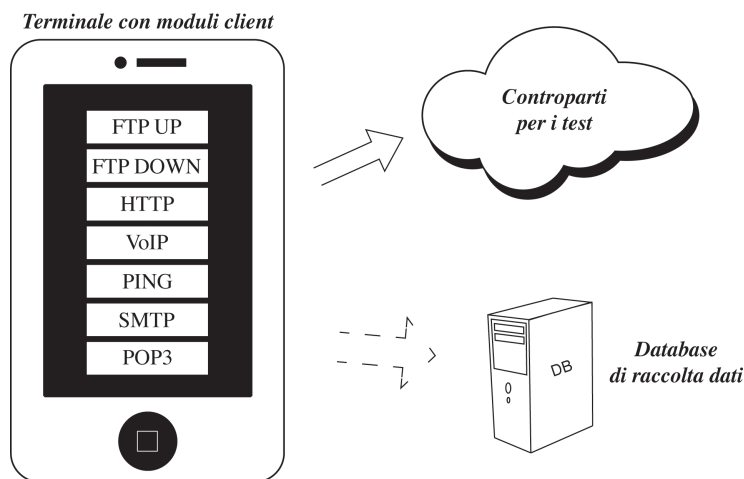 Terminale con moduli client
FTP UP
FTP DOWN
HTTP
VoIP
PING
SMTP
POP3
Controparti
per i test
DB
Database
di raccolta dati